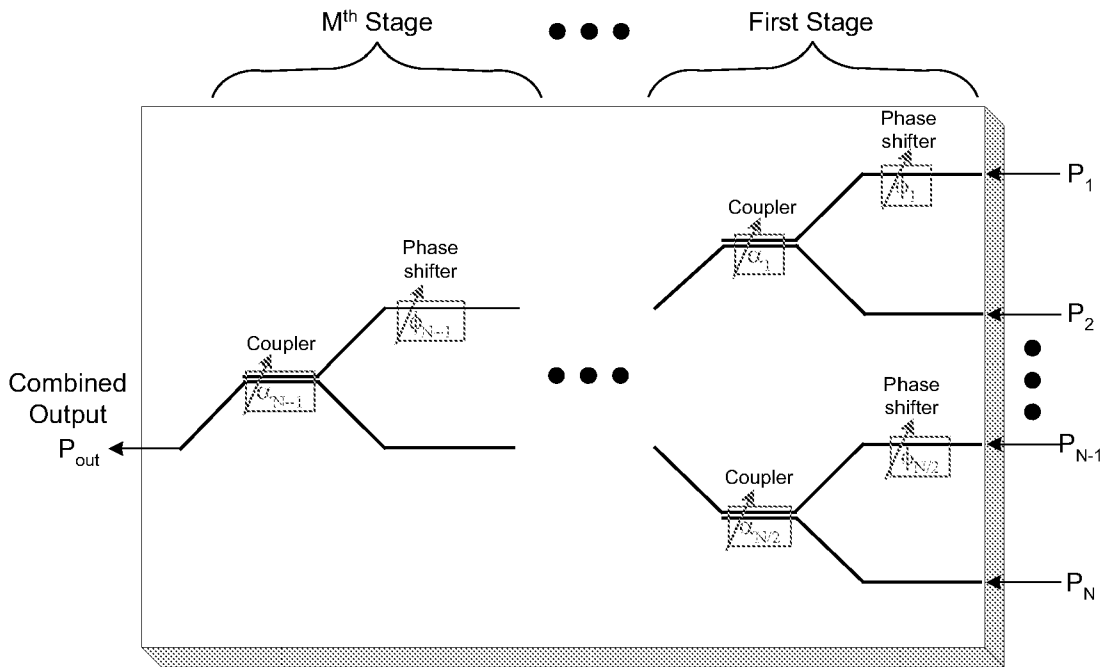 Mth Stage
First Stage
Phase
shifter
ϕ1
P1
Coupler
α1
Phase
shifter
ϕN-1
P2
Coupler
αN-1
Combined
Output
Pout
Phase
shifter
ϕN/2
PN-1
Coupler
αN/2
PN